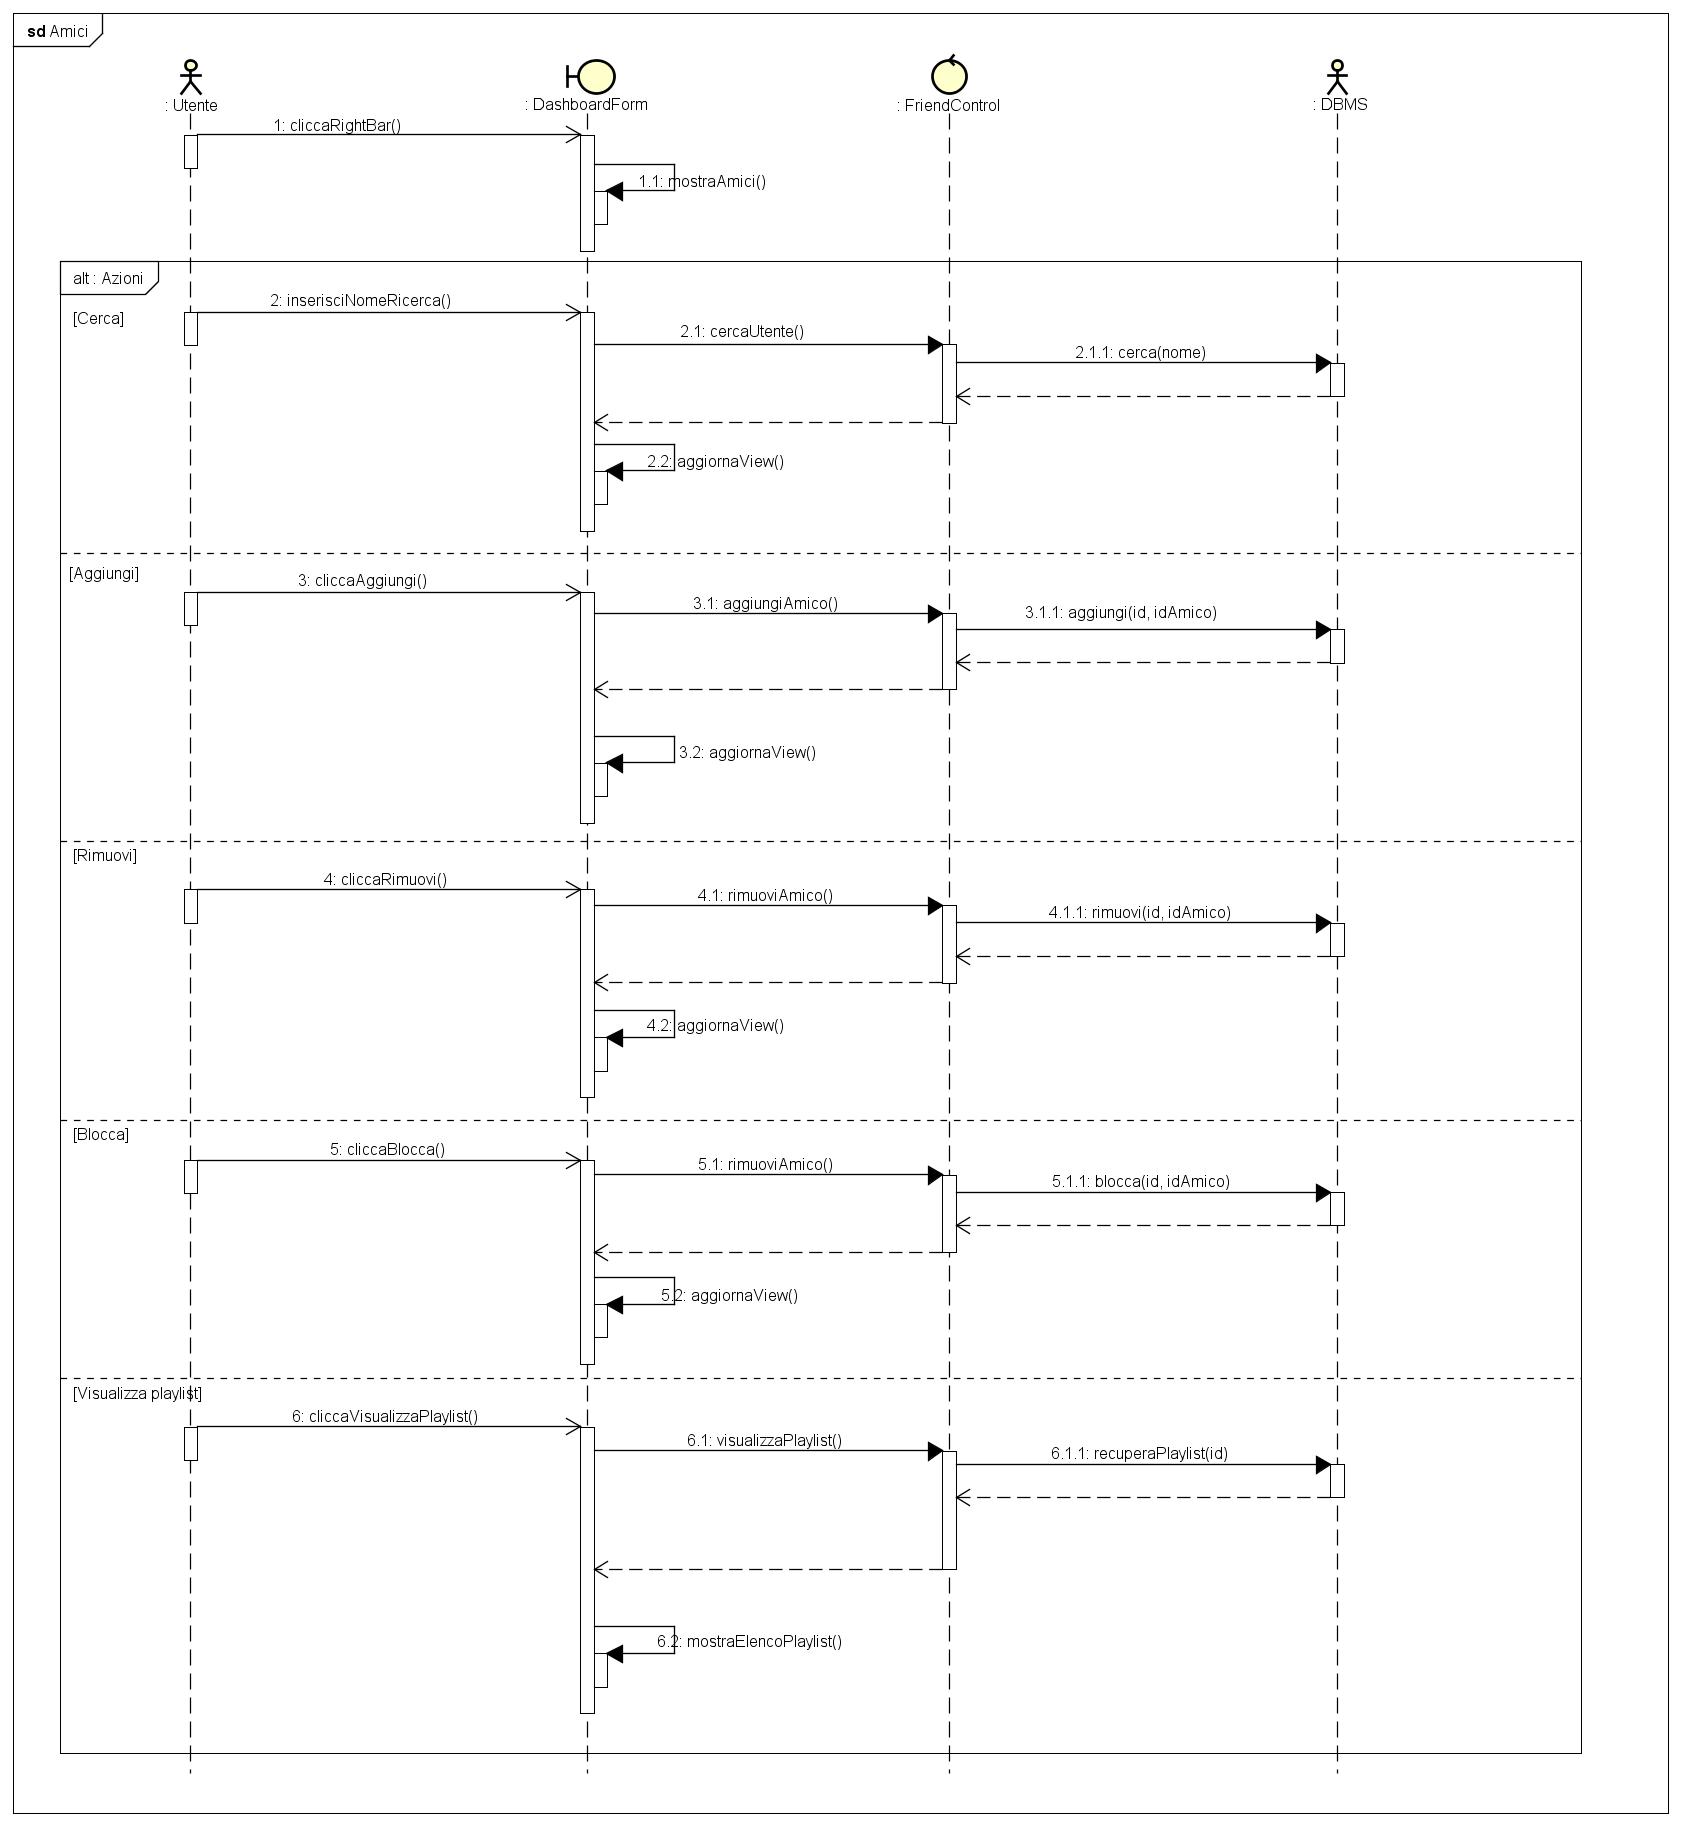 sd Amici
: Utente
: DashboardForm
: FriendControl
: DBMS
1: cliccaRightBar()
1.1: mostraAmici()
alt : Azioni
[Cerca]
2: inserisciNomeRicerca()
2.1: cercaUtente()
2.1.1: cerca(nome)
2.2: aggiornaView()
[Aggiungi]
3: cliccaAggiungi()
3.1: aggiungiAmico()
3.1.1: aggiungi(id, idAmico)
3.2: aggiornaView()
[Rimuovi]
4: cliccaRimuovi()
4.1: rimuoviAmico()
4.1.1: rimuovi(id, idAmico)
4.2: aggiornaView()
[Blocca]
5: cliccaBlocca()
5.1: rimuoviAmico()
5.1.1: blocca(id, idAmico)
5.2: aggiornaView()
[Visualizza playlist]
6: cliccaVisualizzaPlaylist()
6.1: visualizzaPlaylist()
6.1.1: recuperaPlaylist(id)
6.2: mostraElencoPlaylist()